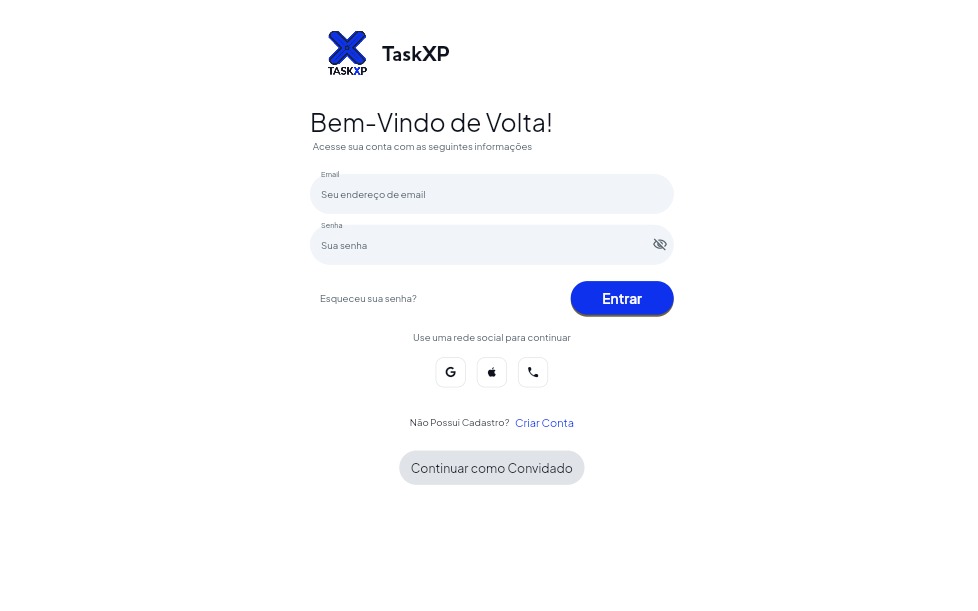 TASKXP
TaskXP
Bem-Vindo de Volta!
Acesse sua conta com as seguintes informações
Email
Seu endereço de email
Senha
Sua senha
Esqueceu sua senha?
Entrar
Use uma rede social para continuar
G
Não Possui Cadastro? Criar Conta
Continuar como Convidado